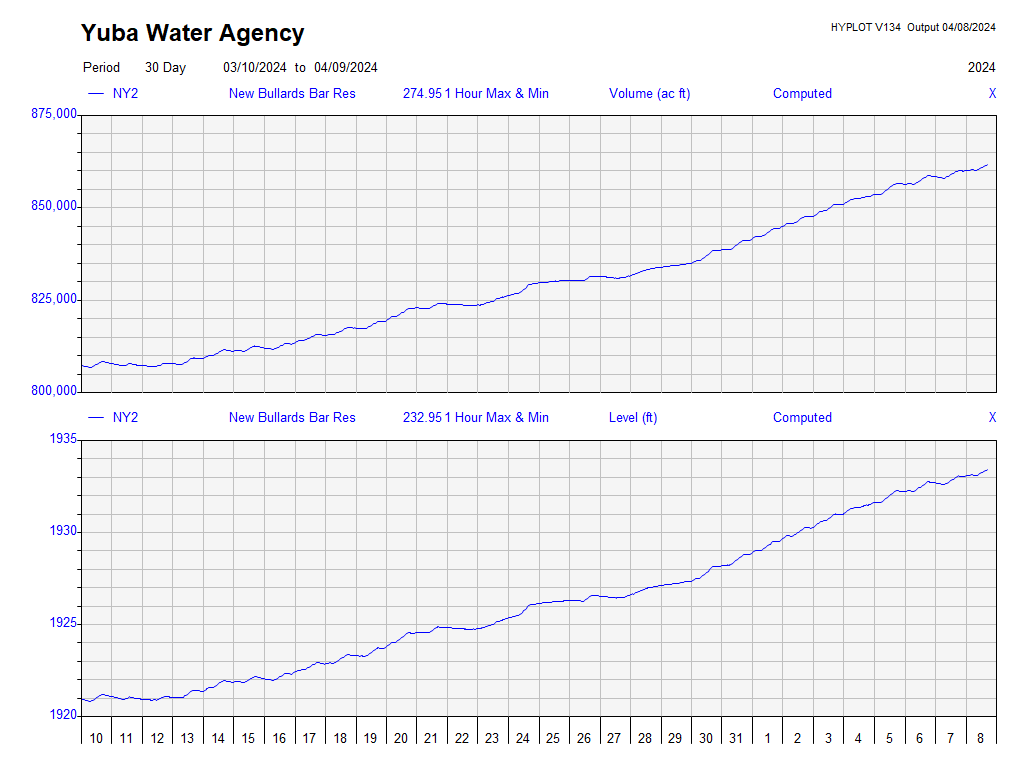 Yuba Water Agency
HYPLOT V134 Output 04/08/2024
Period 30 Day 03/10/2024 to 04/09/2024 2024
NY2 New Bullards Bar Res 274.95 1 Hour Max & Min Volume (ac ft) Computed X
875,000
850,000
825,000
800,000
NY2 New Bullards Bar Res 232.95 1 Hour Max & Min Level (ft) Computed X
1935
1930
1925
1920
10 11 12 13 14 15 16 17 18 19 20 21 22 23 24 25 26 27 28 29 30 31 1 2 3 4 5 6 7 8